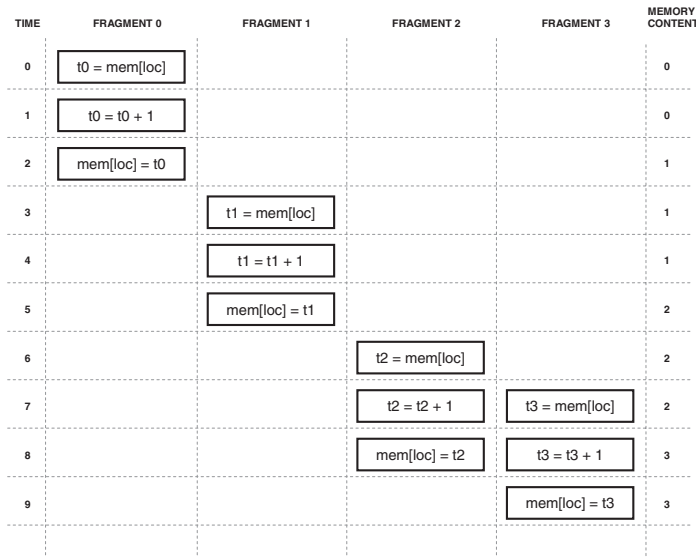 TIME FRAGMENT 0 FRAGMENT 1 FRAGMENT 2 FRAGMENT 3 MEMORY CONTENT
0 t0 = mem[loc] 0
1 t0 = t0 + 1 0
2 mem[loc] = t0 1
3 t1 = mem[loc] 1
4 t1 = t1 + 1 1
5 mem[loc] = t1 2
6 t2 = mem[loc] 2
7 t2 = t2 + 1 t3 = mem[loc] 2
8 mem[loc] = t2 t3 = t3 + 1 3
9 mem[loc] = t3 3